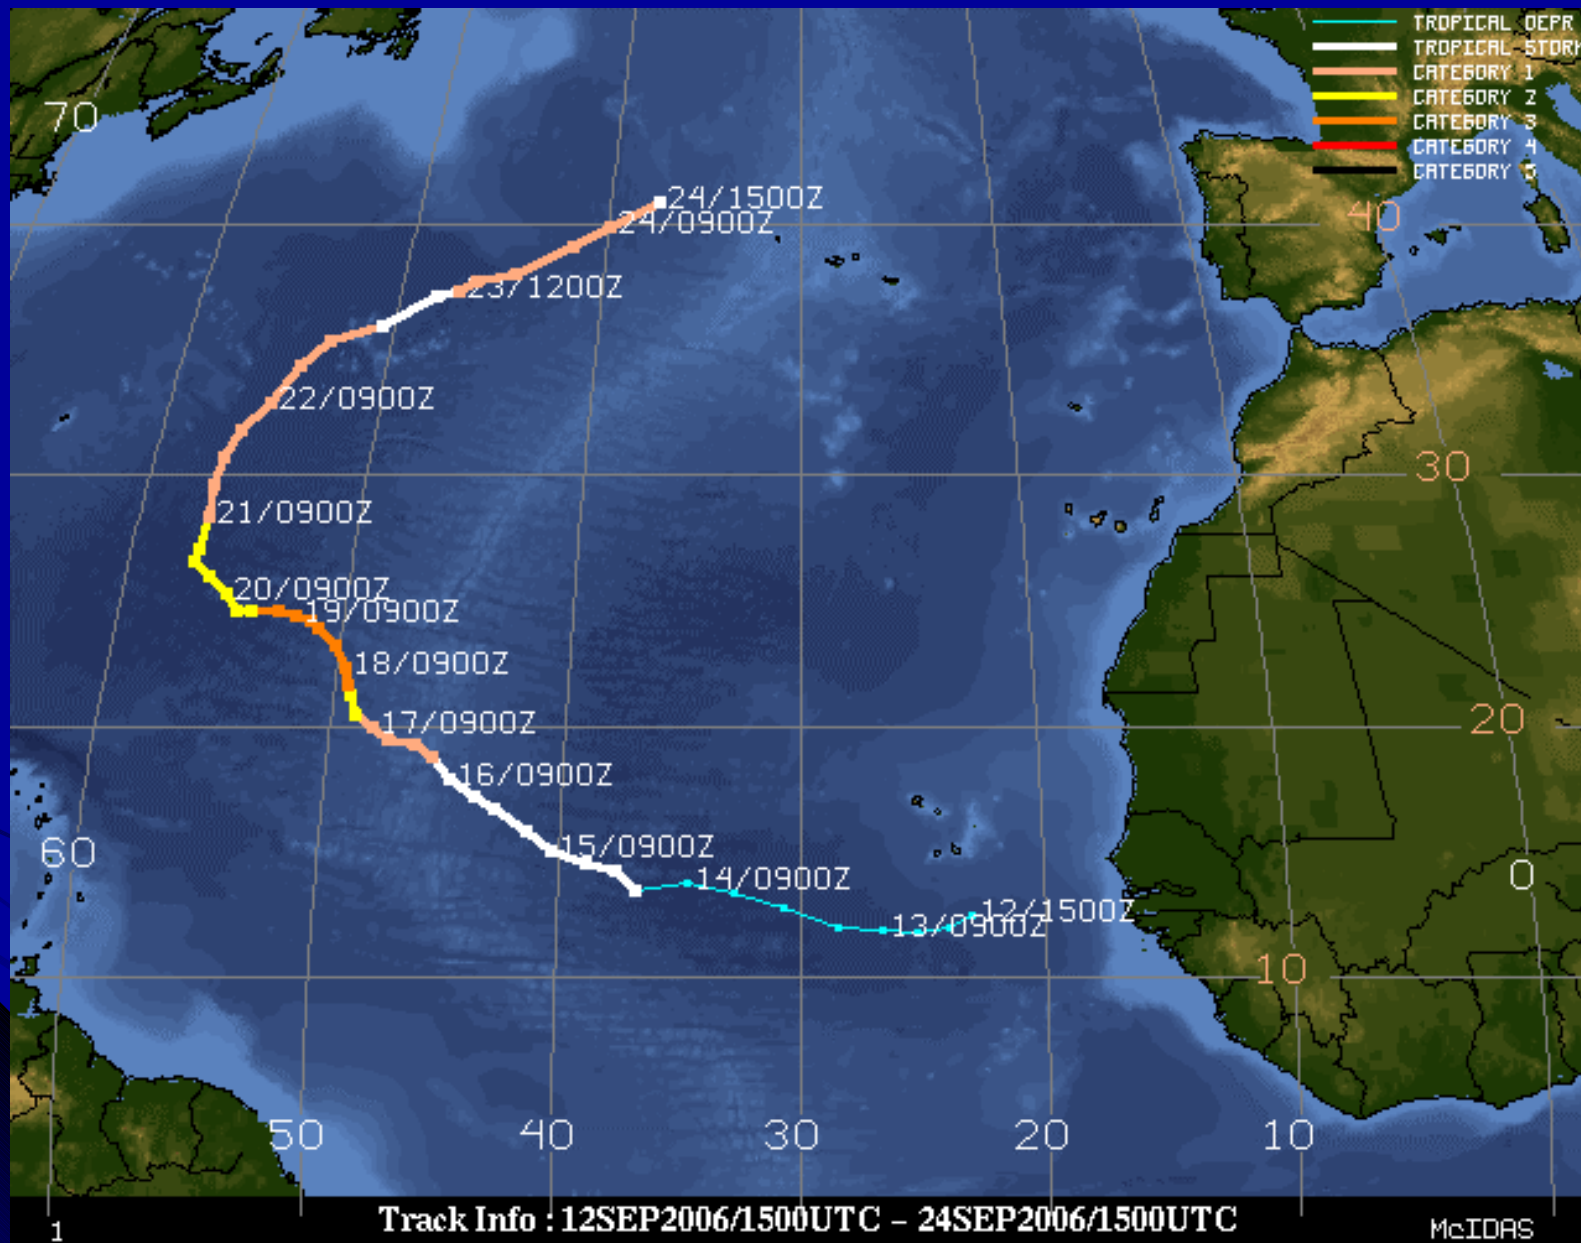 TROPICAL DEPR
TROPICAL STORM
CATEGORY 1
CATEGORY 2
CATEGORY 3
CATEGORY 4
CATEGORY 5
70
24/1500Z
24/0900Z
40
23/1200Z
22/0900Z
30
21/0900Z
20/0900Z
19/0900Z
18/0900Z
17/0900Z
20
16/0900Z
15/0900Z
60
14/0900Z
0
12/1500Z
13/0900Z
10
50 40 30 20 10
Track Info : 12SEP2006/1500UTC – 24SEP2006/1500UTC
1
McIDAS